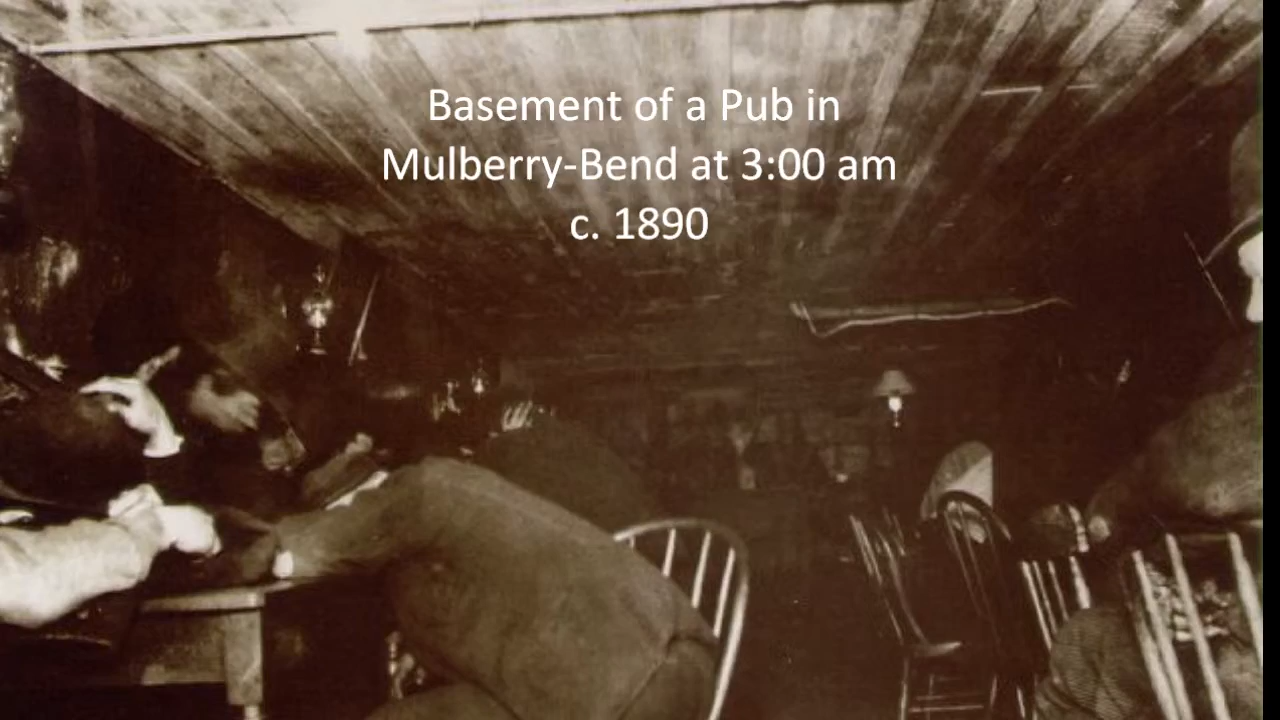 Basement of a Pub in
Mulberry-Bend at 3:00 am
c. 1890